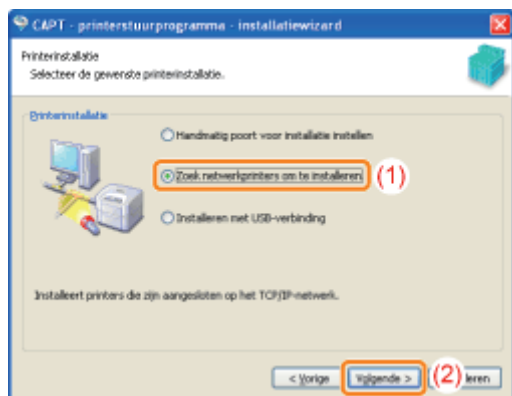 CAPT - printerstuurprogramma - installatiewizard
Printerinstallatie
Selecteer de gewenste printerinstallatie.
Printerinstallatie
Handmatig poort voor installatie instellen
Zoek netwerkprinters om te installeren
(1)
Installeren met USB-verbinding
Installeert printers die zijn aangesloten op het TCP/IP-netwerk.
< Vorige
Volgende >
(2)
leren